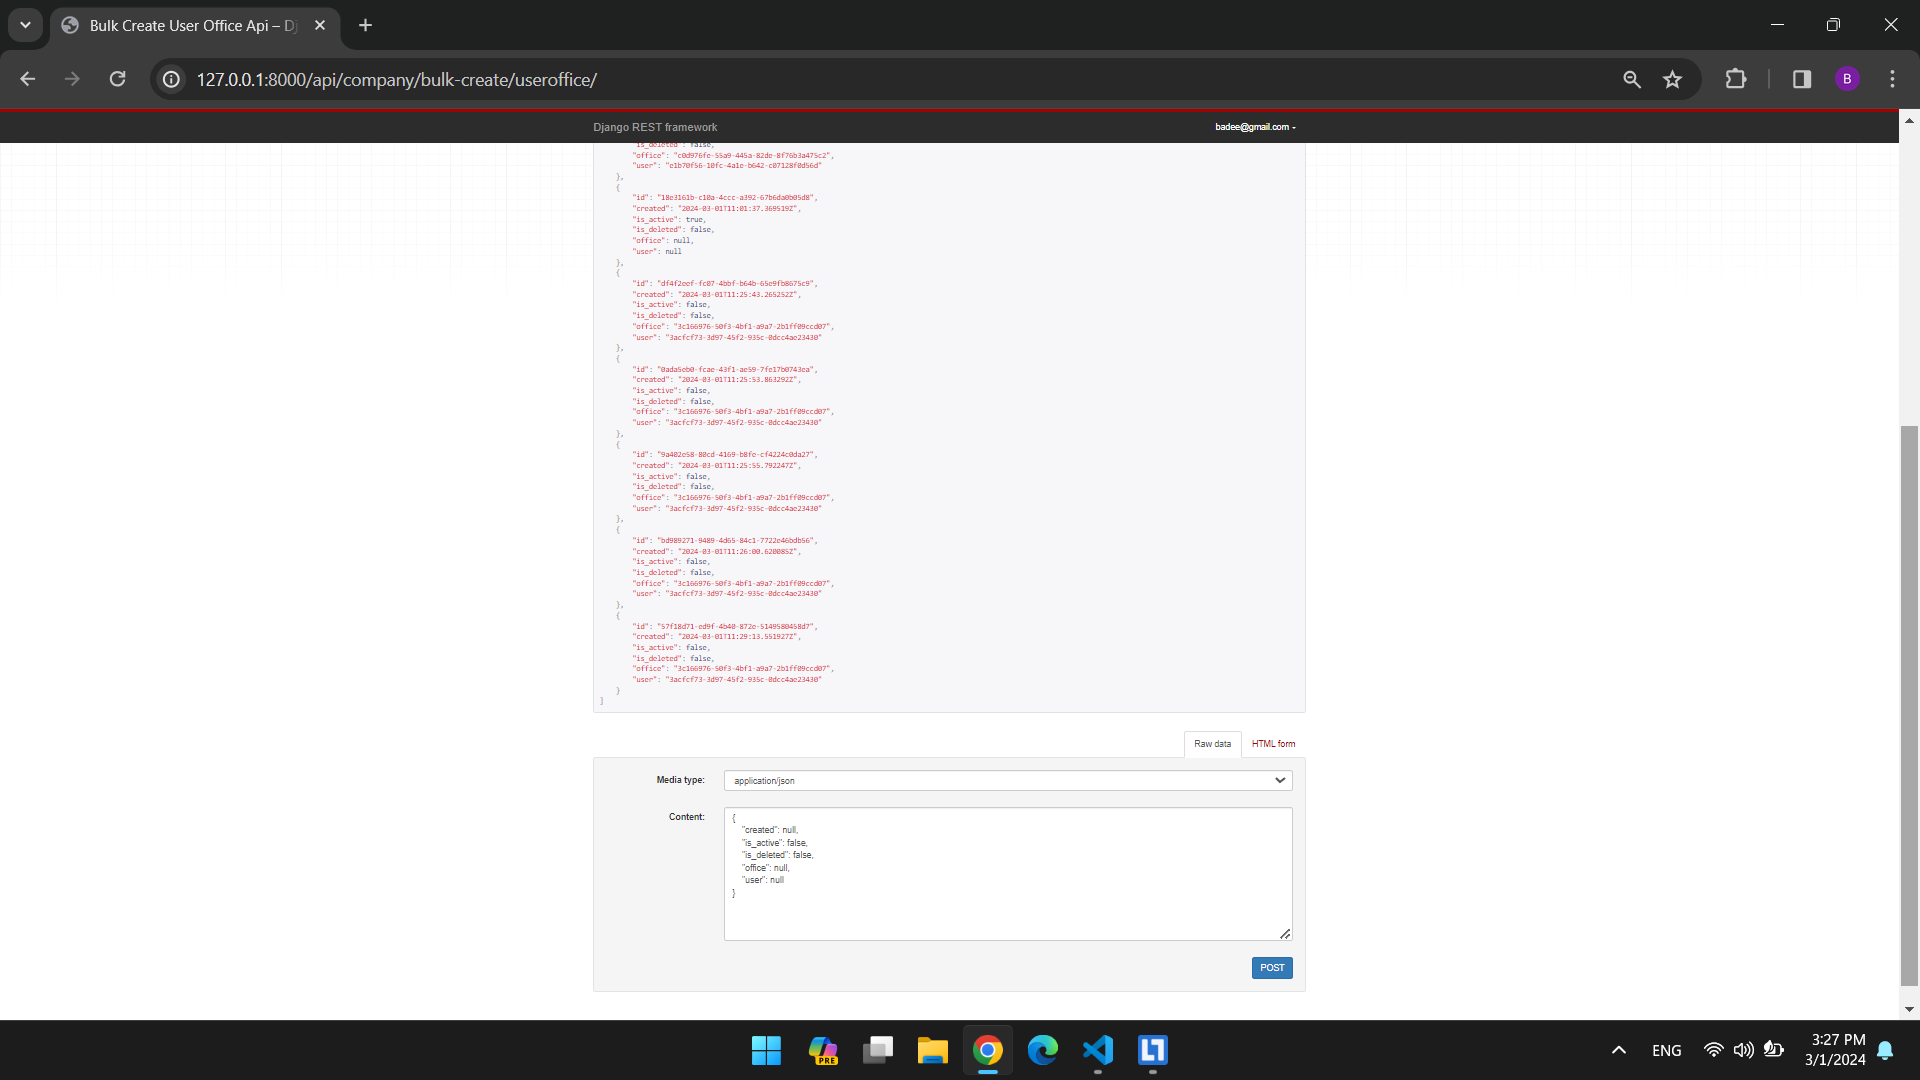 Bulk Create User Office Api – Dj
127.0.0.1:8000/api/company/bulk-create/useroffice/
B
Django REST framework
badee@gmail.com
"is_deleted": false,
"office": "c0d976fe-55a9-445a-82de-8f76b3a475c2",
"user": "e1b70f56-10fc-4a1e-b642-c07128f0d56d"
},
{
"id": "18e3161b-c10a-4ccc-a392-67b6da0b05d8",
"created": "2024-03-01T11:01:37.369519Z",
"is_active": true,
"is_deleted": false,
"office": null,
"user": null
},
{
"id": "df4f2eef-fc07-4bbf-b64b-65e9fb8675c9",
"created": "2024-03-01T11:25:43.265252Z",
"is_active": false,
"is_deleted": false,
"office": "3c166976-50f3-4bf1-a9a7-2b1ff09ccd07",
"user": "3acfcf73-3d97-45f2-935c-0dcc4ae23430"
},
{
"id": "0ada5eb0-fcae-43f1-ae59-7fe17b0743ea",
"created": "2024-03-01T11:25:53.863292Z",
"is_active": false,
"is_deleted": false,
"office": "3c166976-50f3-4bf1-a9a7-2b1ff09ccd07",
"user": "3acfcf73-3d97-45f2-935c-0dcc4ae23430"
},
{
"id": "9a402e58-80cd-4169-b8fe-cf4224c0da27",
"created": "2024-03-01T11:25:55.792247Z",
"is_active": false,
"is_deleted": false,
"office": "3c166976-50f3-4bf1-a9a7-2b1ff09ccd07",
"user": "3acfcf73-3d97-45f2-935c-0dcc4ae23430"
},
{
"id": "bd989271-9489-4d65-84c1-7722e46bdb56",
"created": "2024-03-01T11:26:00.620085Z",
"is_active": false,
"is_deleted": false,
"office": "3c166976-50f3-4bf1-a9a7-2b1ff09ccd07",
"user": "3acfcf73-3d97-45f2-935c-0dcc4ae23430"
},
{
"id": "57f18d71-ed9f-4b40-872e-5149580458d7",
"created": "2024-03-01T11:29:13.551927Z",
"is_active": false,
"is_deleted": false,
"office": "3c166976-50f3-4bf1-a9a7-2b1ff09ccd07",
"user": "3acfcf73-3d97-45f2-935c-0dcc4ae23430"
}
]
Raw data HTML form
Media type: application/json
Content: {
"created": null,
"is_active": false,
"is_deleted": false,
"office": null,
"user": null
}
POST
PRE
ENG
3:27 PM
3/1/2024